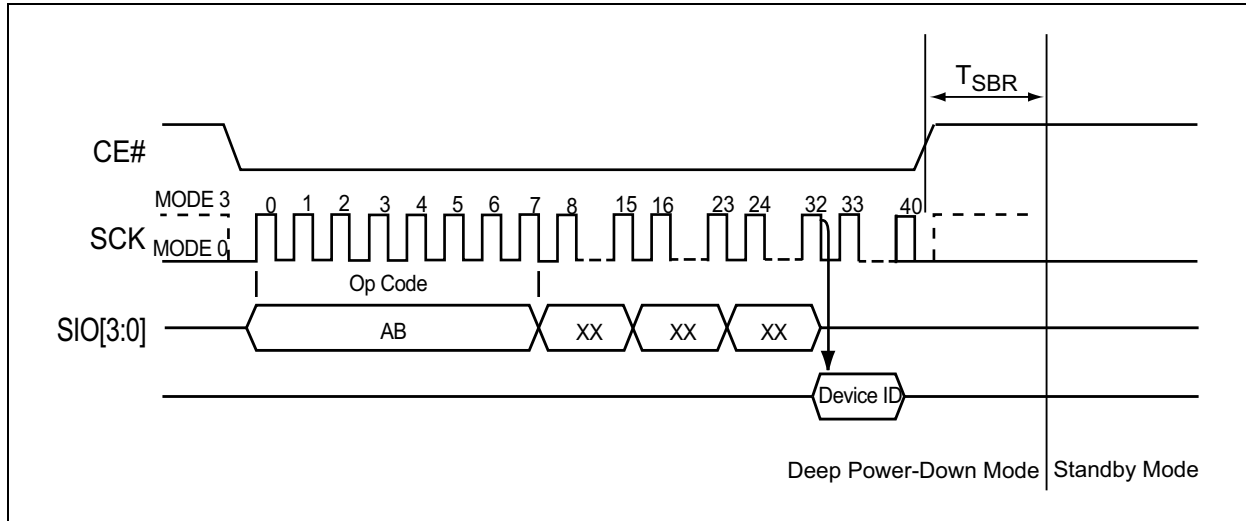 TSBR
CE#
MODE 3
0 1 2 3 4 5 6 7 8 15 16 23 24 32 33 40
SCK
MODE 0
Op Code
SIO[3:0]
AB XX XX XX
Device ID
Deep Power-Down Mode Standby Mode